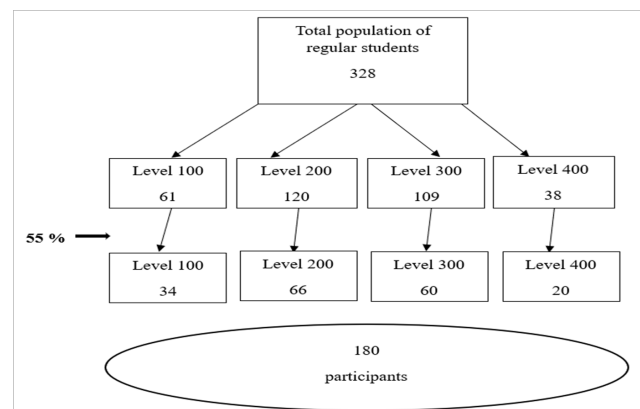 Total population of
regular students
328
Level 100
61
Level 200
120
Level 300
109
Level 400
38
55 %
Level 100
34
Level 200
66
Level 300
60
Level 400
20
180
participants